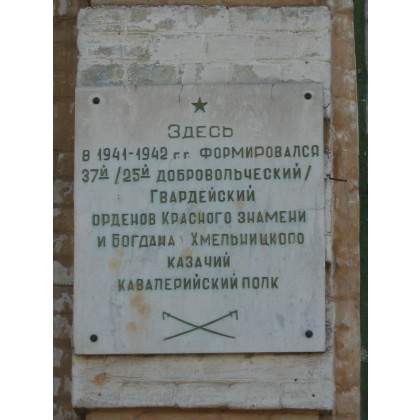 Здесь
в 1941-1942 г.г. формировался
37й /25й добровольческий/
Гвардейский
орденов Красного знамени
и Богдана Хмельницкого
казачий
кавалерийский полк